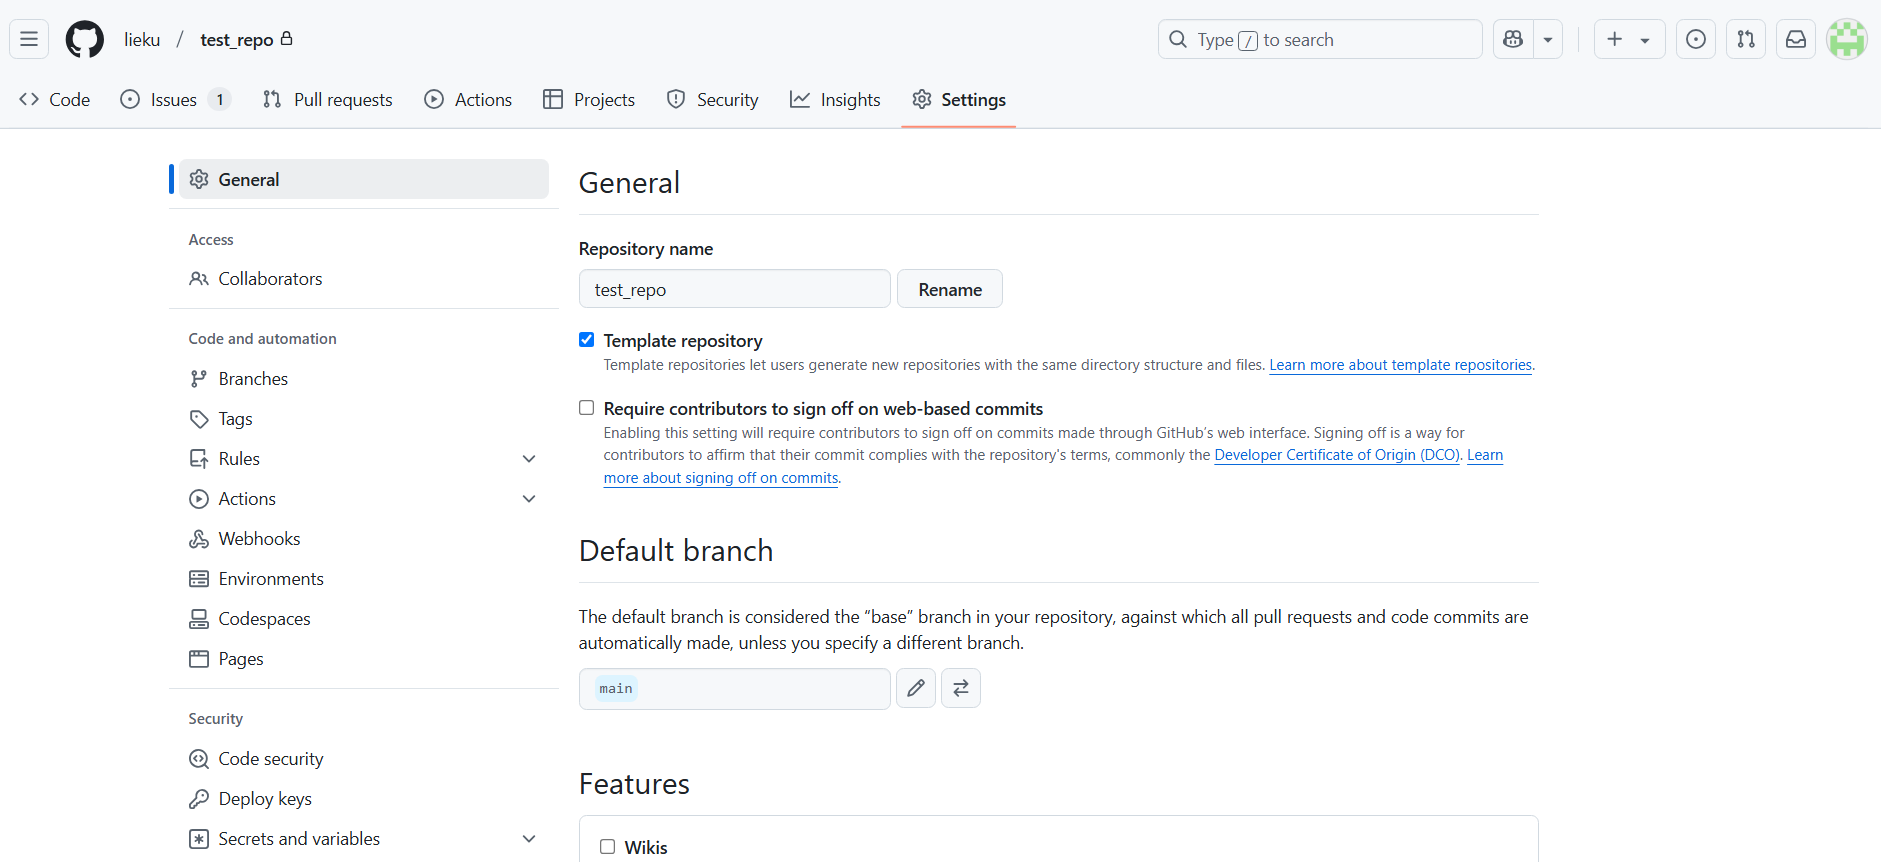 lieku / test_repo
Type / to search
Code
Issues 1
Pull requests
Actions
Projects
Security
Insights
Settings
General
Access
Collaborators
Code and automation
Branches
Tags
Rules
Actions
Webhooks
Environments
Codespaces
Pages
Security
Code security
Deploy keys
Secrets and variables
General
Repository name
test_repo
Rename
Template repository
Template repositories let users generate new repositories with the same directory structure and files. Learn more about template repositories.
Require contributors to sign off on web-based commits
Enabling this setting will require contributors to sign off on commits made through GitHub’s web interface. Signing off is a way for
contributors to affirm that their commit complies with the repository's terms, commonly the Developer Certificate of Origin (DCO). Learn
more about signing off on commits.
Default branch
The default branch is considered the “base” branch in your repository, against which all pull requests and code commits are
automatically made, unless you specify a different branch.
main
Features
Wikis